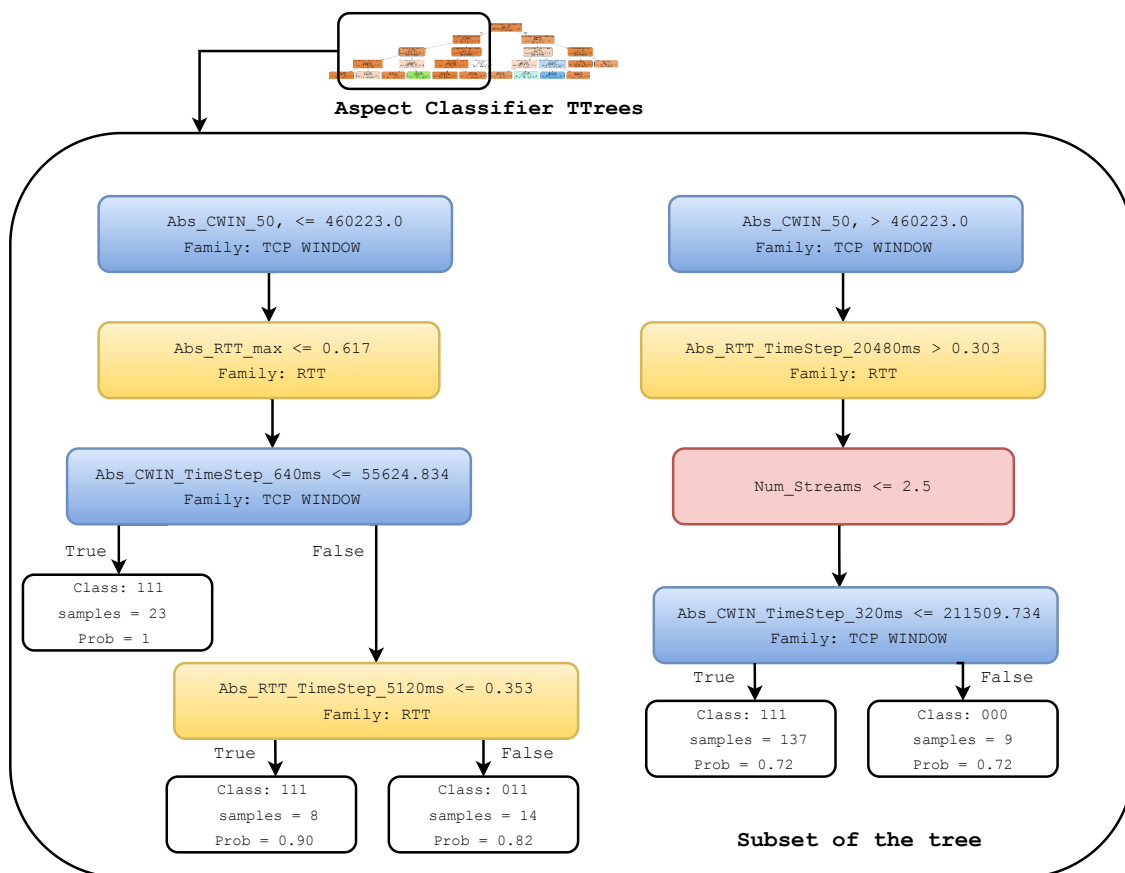 Aspect Classifier TTrees
Abs_CWIN_50, <= 460223.0
Family: TCP WINDOW
Abs_RTT_max <= 0.617
Family: RTT
Abs_CWIN_TimeStep_640ms <= 55624.834
Family: TCP WINDOW
True
False
Class: 111
samples = 23
Prob = 1
Abs_RTT_TimeStep_5120ms <= 0.353
Family: RTT
True
False
Class: 111
samples = 8
Prob = 0.90
Class: 011
samples = 14
Prob = 0.82
Abs_CWIN_50, > 460223.0
Family: TCP WINDOW
Abs_RTT_TimeStep_20480ms > 0.303
Family: RTT
Num_Streams <= 2.5
Abs_CWIN_TimeStep_320ms <= 211509.734
Family: TCP WINDOW
True
False
Class: 111
samples = 137
Prob = 0.72
Class: 000
samples = 9
Prob = 0.72
Subset of the tree